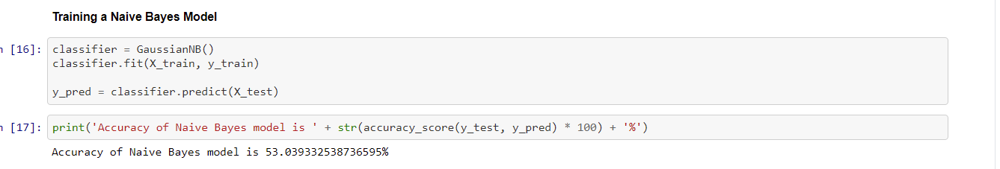 Training a Naive Bayes Model
n [16]:
classifier = GaussianNB()
classifier.fit(X_train, y_train)
y_pred = classifier.predict(X_test)
n [17]:
print('Accuracy of Naive Bayes model is ' + str(accuracy_score(y_test, y_pred) * 100) + '%')
Accuracy of Naive Bayes model is 53.039332538736595%